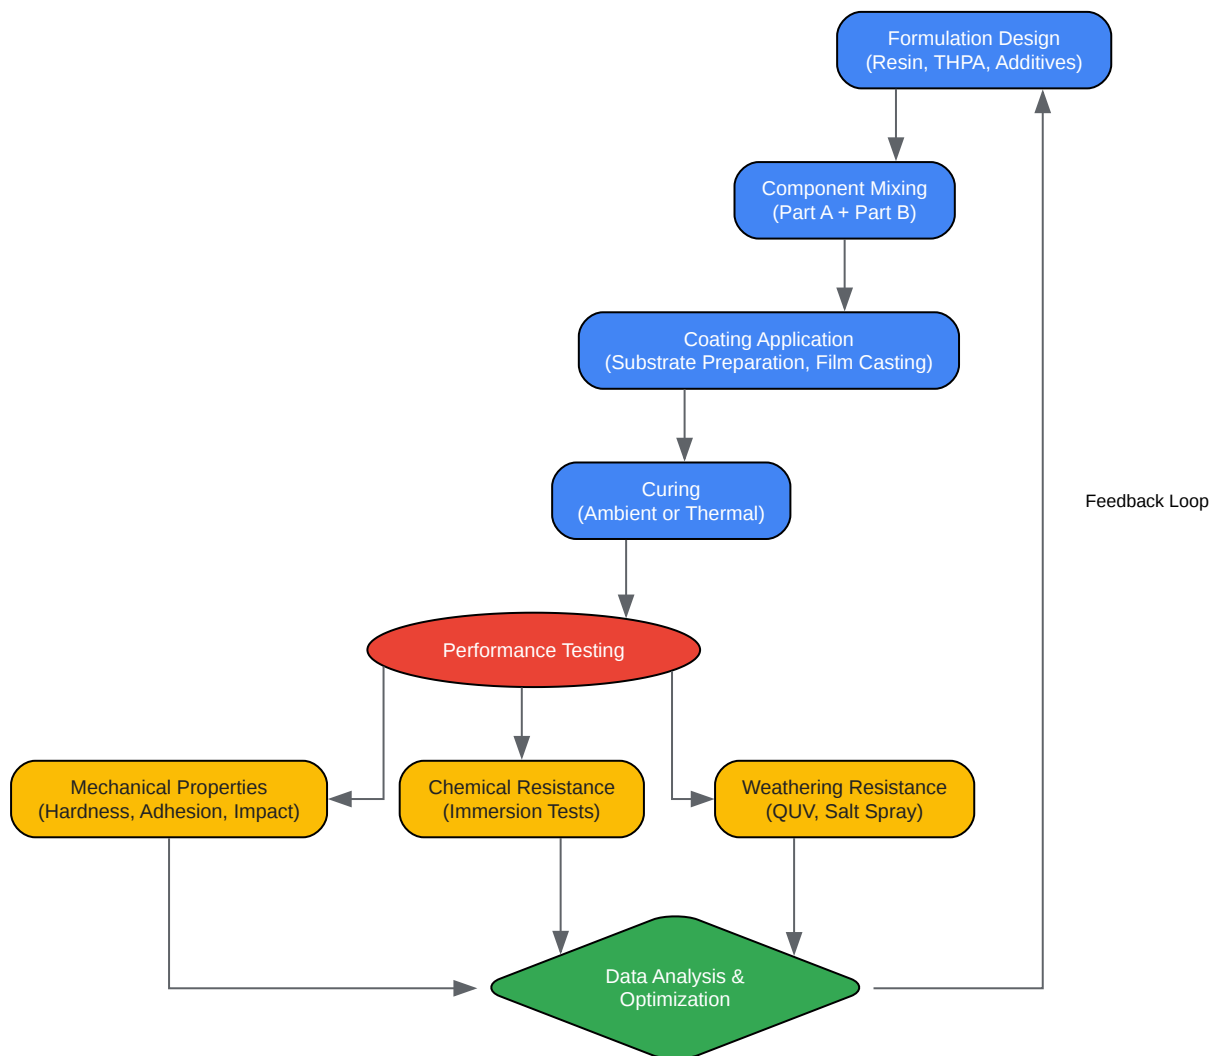 Formulation Design
(Resin, THPA, Additives)
Component Mixing
(Part A + Part B)
Coating Application
(Substrate Preparation, Film Casting)
Curing
(Ambient or Thermal)
Feedback Loop
Performance Testing
Mechanical Properties
(Hardness, Adhesion, Impact)
Chemical Resistance
(Immersion Tests)
Weathering Resistance
(QUV, Salt Spray)
Data Analysis &
Optimization